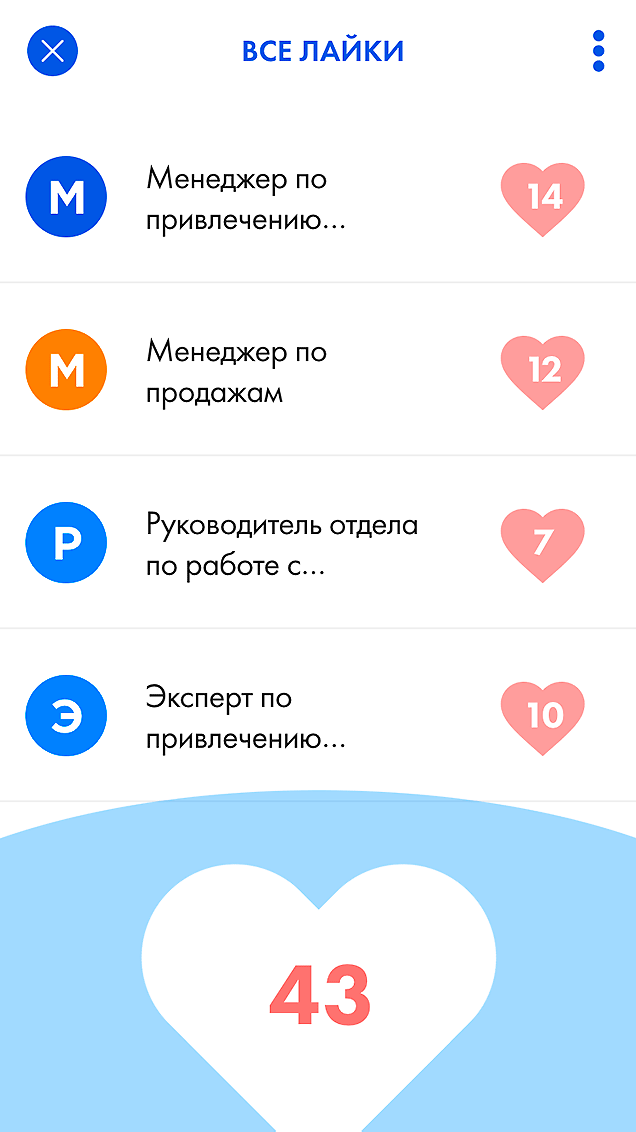 ВСЕ ЛАЙКИ
М
Менеджер по
привлечению...
14
М
Менеджер по
продажам
12
Р
Руководитель отдела
по работе с...
7
Э
Эксперт по
привлечению...
10
43